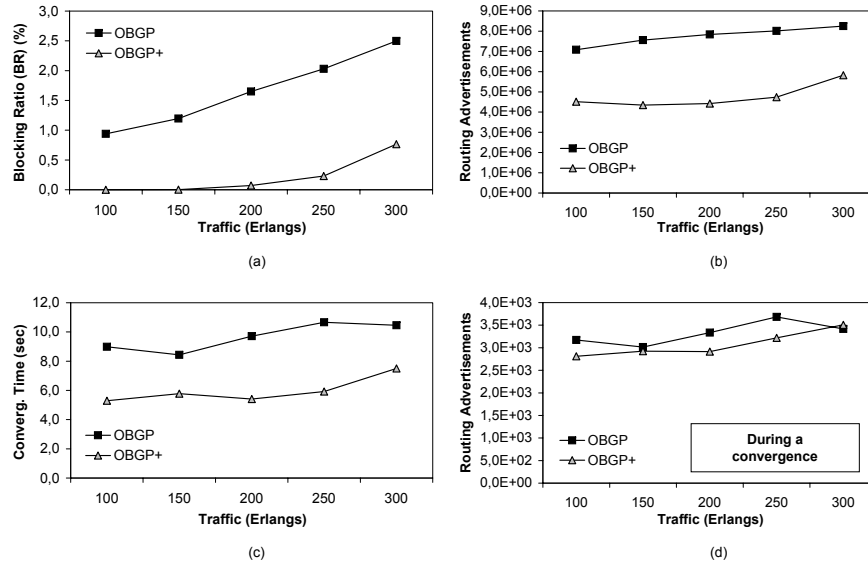 (a)
Blocking Ratio (BR) (%)
3,0
2,5
2,0
1,5
1,0
0,5
0,0
OBGP
OBGP+
100 150 200 250 300
Traffic (Erlangs)
(a)
(b)
Routing Advertisements
9,0E+06
8,0E+06
7,0E+06
6,0E+06
5,0E+06
4,0E+06
3,0E+06
2,0E+06
1,0E+06
0,0E+00
OBGP
OBGP+
100 150 200 250 300
Traffic (Erlangs)
(b)
Converg. Time (sec)
12,0
10,0
8,0
6,0
4,0
2,0
0,0
OBGP
OBGP+
100 150 200 250 300
Traffic (Erlangs)
(c)
Routing Advertisements
4,0E+03
3,5E+03
3,0E+03
2,5E+03
2,0E+03
1,5E+03
1,0E+03
5,0E+02
0,0E+00
OBGP
OBGP+
During a
convergence
100 150 200 250 300
Traffic (Erlangs)
(d)